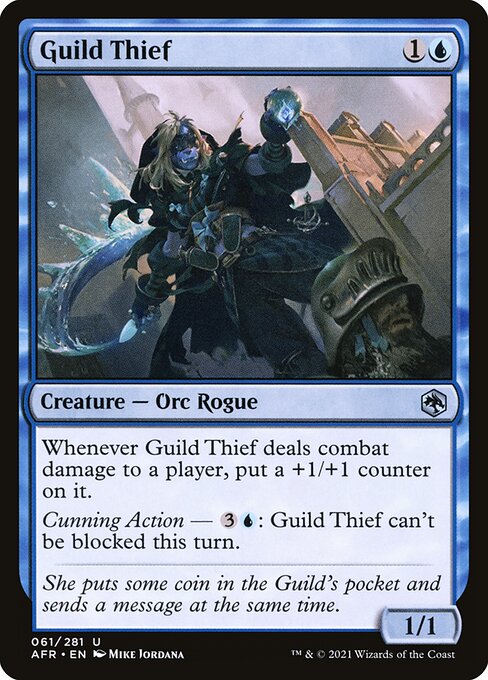 Guild Thief 1
Creature — Orc Rogue
Whenever Guild Thief deals combat
damage to a player, put a +1/+1 counter
on it.
Cunning Action — 3: Guild Thief can't
be blocked this turn.
She puts some coin in the Guild's pocket and
sends a message at the same time.
1/1
061/281 U
AFR • EN Mike Jordana
™ & © 2021 Wizards of the Coast